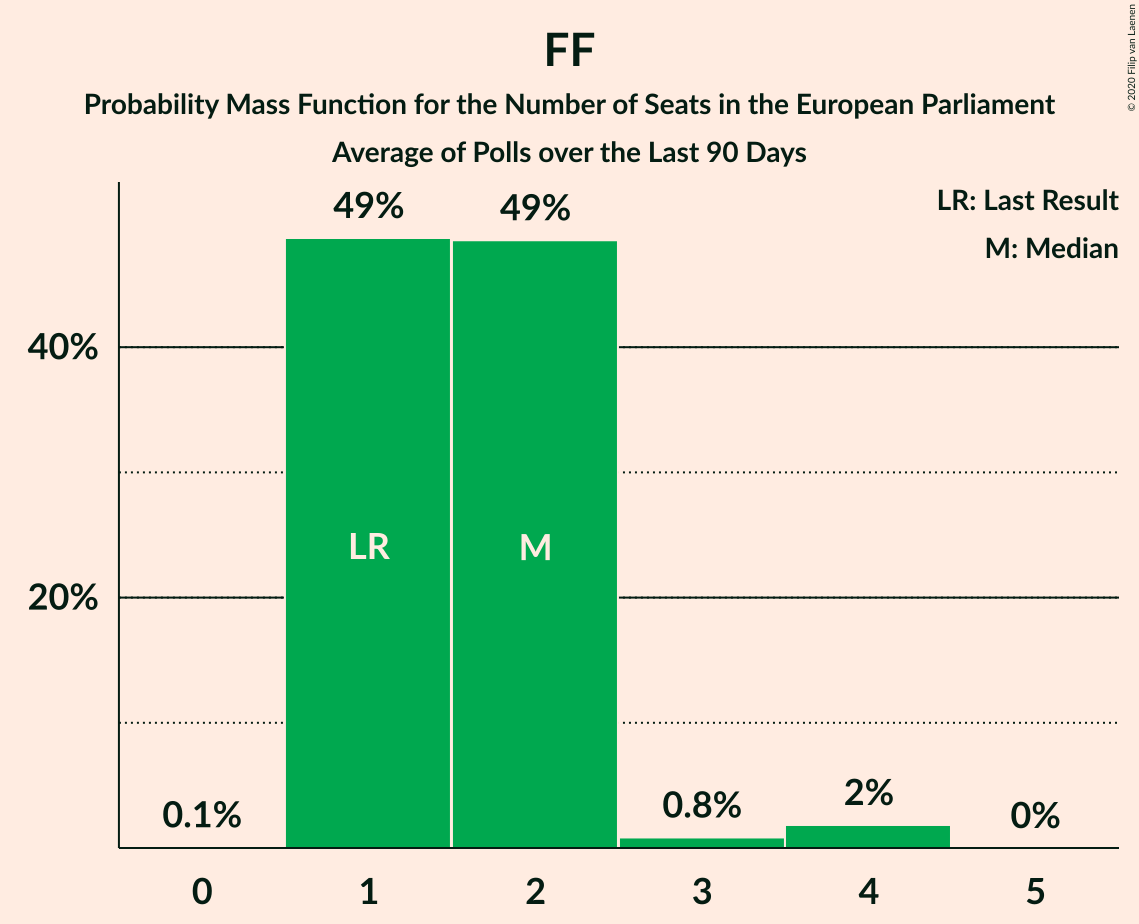 FF
Probability Mass Function for the Number of Seats in the European Parliament
Average of Polls over the Last 90 Days
© 2020 Filip van Laenen
LR: Last Result
M: Median
49%
49%
40%
LR
M
20%
0.1%
0.8%
2%
0%
0
1
2
3
4
5